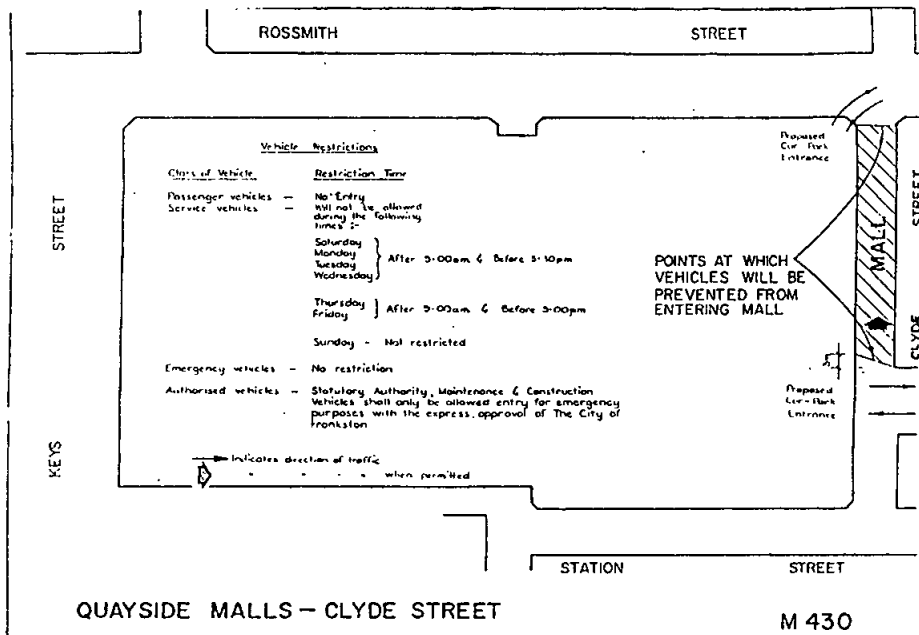 ROSSMITH STREET
Vehicle Restrictions
Class of Vehicle Restriction Time
Passenger vehicles — No Entry
Service vehicles — Will not be allowed
during the following
times :-
Saturday
Monday
Tuesday
Wednesday
After 9·00am & Before 5·30pm
Thursday
Friday
After 9·00am & Before 9·00pm
Sunday - Not restricted
Emergency vehicles — No restriction
Authorised vehicles — Statutory Authority, Maintenance & Construction
Vehicles shall only be allowed entry for emergency
purposes with the express approval of The City of
Frankston
Indicates direction of traffic
" " " " when permitted
Proposed
Car Park
Entrance
POINTS AT WHICH
VEHICLES WILL BE
PREVENTED FROM
ENTERING MALL
MALL
Proposed
Car-Park
Entrance
KEYS STREET
CLYDE STREET
STATION STREET
QUAYSIDE MALLS – CLYDE STREET
M 430